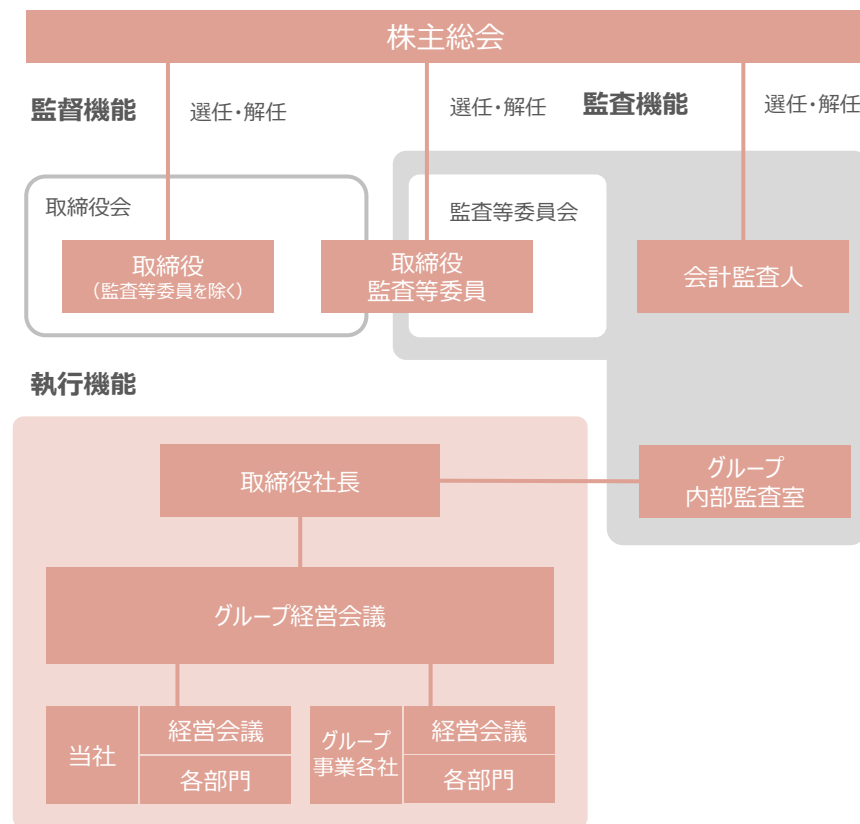 株主総会
監督機能
選任・解任
選任・解任
監査機能
選任・解任
取締役会
監査等委員会
取締役
（監査等委員を除く）
取締役
監査等委員
会計監査人
執行機能
取締役社長
グループ
内部監査室
グループ経営会議
当社
経営会議
各部門
グループ
事業各社
経営会議
各部門